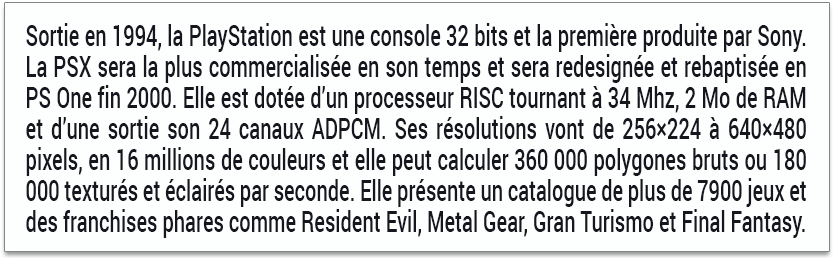 Sortie en 1994, la PlayStation est une console 32 bits et la première produite par Sony.
La PSX sera la plus commercialisée en son temps et sera redesignée et rebaptisée en
PS One fin 2000. Elle est dotée d’un processeur RISC tournant à 34 Mhz, 2 Mo de RAM
et d’une sortie son 24 canaux ADPCM. Ses résolutions vont de 256×224 à 640×480
pixels, en 16 millions de couleurs et elle peut calculer 360 000 polygones bruts ou 180
000 texturés et éclairés par seconde. Elle présente un catalogue de plus de 7900 jeux et
des franchises phares comme Resident Evil, Metal Gear, Gran Turismo et Final Fantasy.